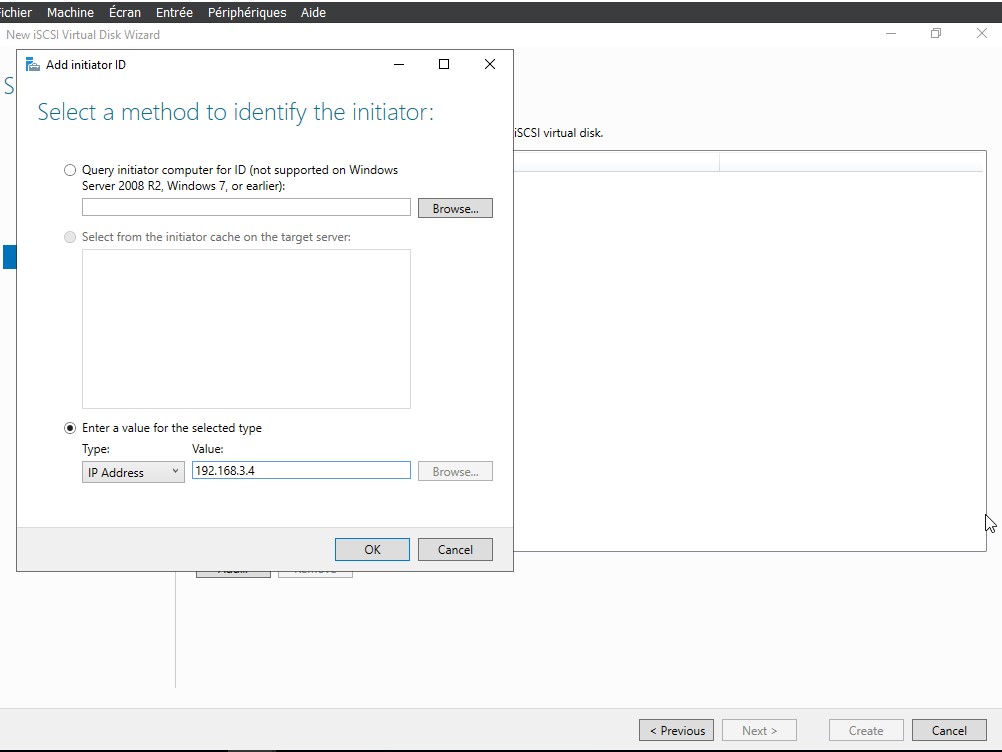 ichier Machine Écran Entrée Périphériques Aide
New iSCSI Virtual Disk Wizard
Add initiator ID
S
Select a method to identify the initiator:
iSCSI virtual disk.
Query initiator computer for ID (not supported on Windows
Server 2008 R2, Windows 7, or earlier):
Browse...
Select from the initiator cache on the target server:
Enter a value for the selected type
Type: Value:
IP Address 192.168.3.4 Browse...
OK Cancel
< Previous Next > Create Cancel